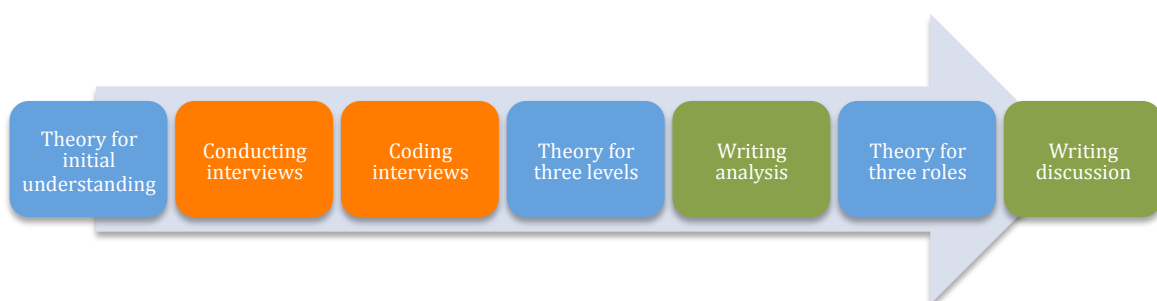 Theory for
initial
understanding
Conducting
interviews
Coding
interviews
Theory for
three levels
Writing
analysis
Theory for
three roles
Writing
discussion